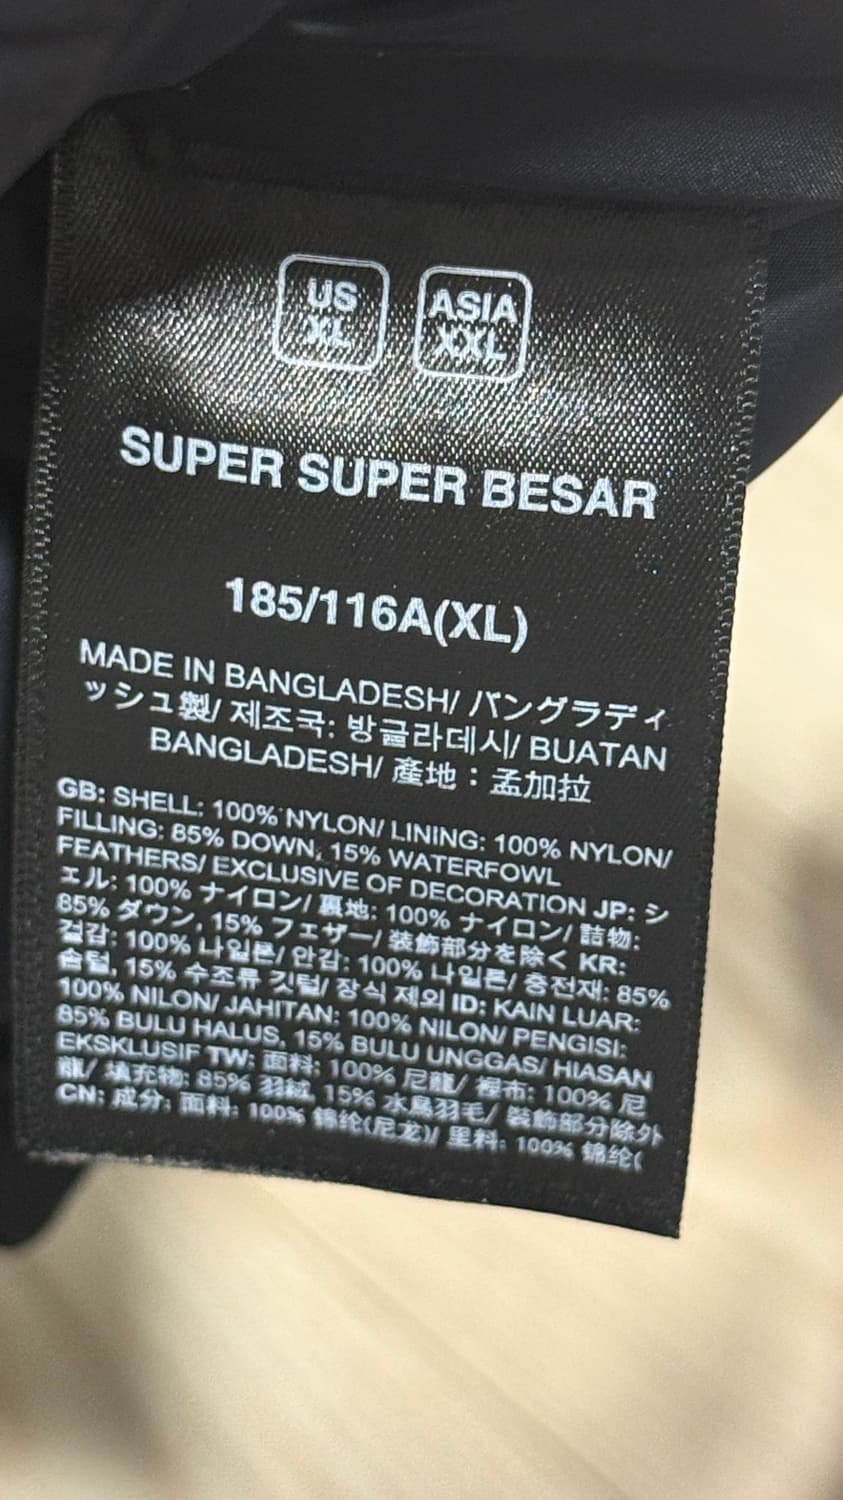 US
XL
ASIA
XXL
SUPER SUPER BESAR
185/116A(XL)
MADE IN BANGLADESH/ バングラディ
ッシュ製/ 제조국: 방글라데시/ BUATAN
BANGLADESH/ 產地：孟加拉
GB: SHELL: 100% NYLON/ LINING: 100% NYLON/
FILLING: 85% DOWN, 15% WATERFOWL
FEATHERS/ EXCLUSIVE OF DECORATION JP: シ
ェル: 100% ナイロン/ 裏地: 100% ナイロン/ 詰物:
85% ダウン, 15% フェザー/ 装飾部分を除く KR:
겉감: 100% 나일론/ 안감: 100% 나일론/ 충전재: 85%
솜털, 15% 수조류 깃털/ 장식 제외 ID: KAIN LUAR:
100% NILON/ JAHITAN: 100% NILON/ PENGISI:
85% BULU HALUS, 15% BULU UNGGAS/ HIASAN
EKSKLUSIF TW: 面料: 100% 尼龍/ 裡布: 100% 尼
龍/ 填充物: 85% 羽絨, 15% 水鳥羽毛/ 裝飾部分除外
CN: 成分: 面料: 100% 锦纶(尼龙)/ 里料: 100% 锦纶(